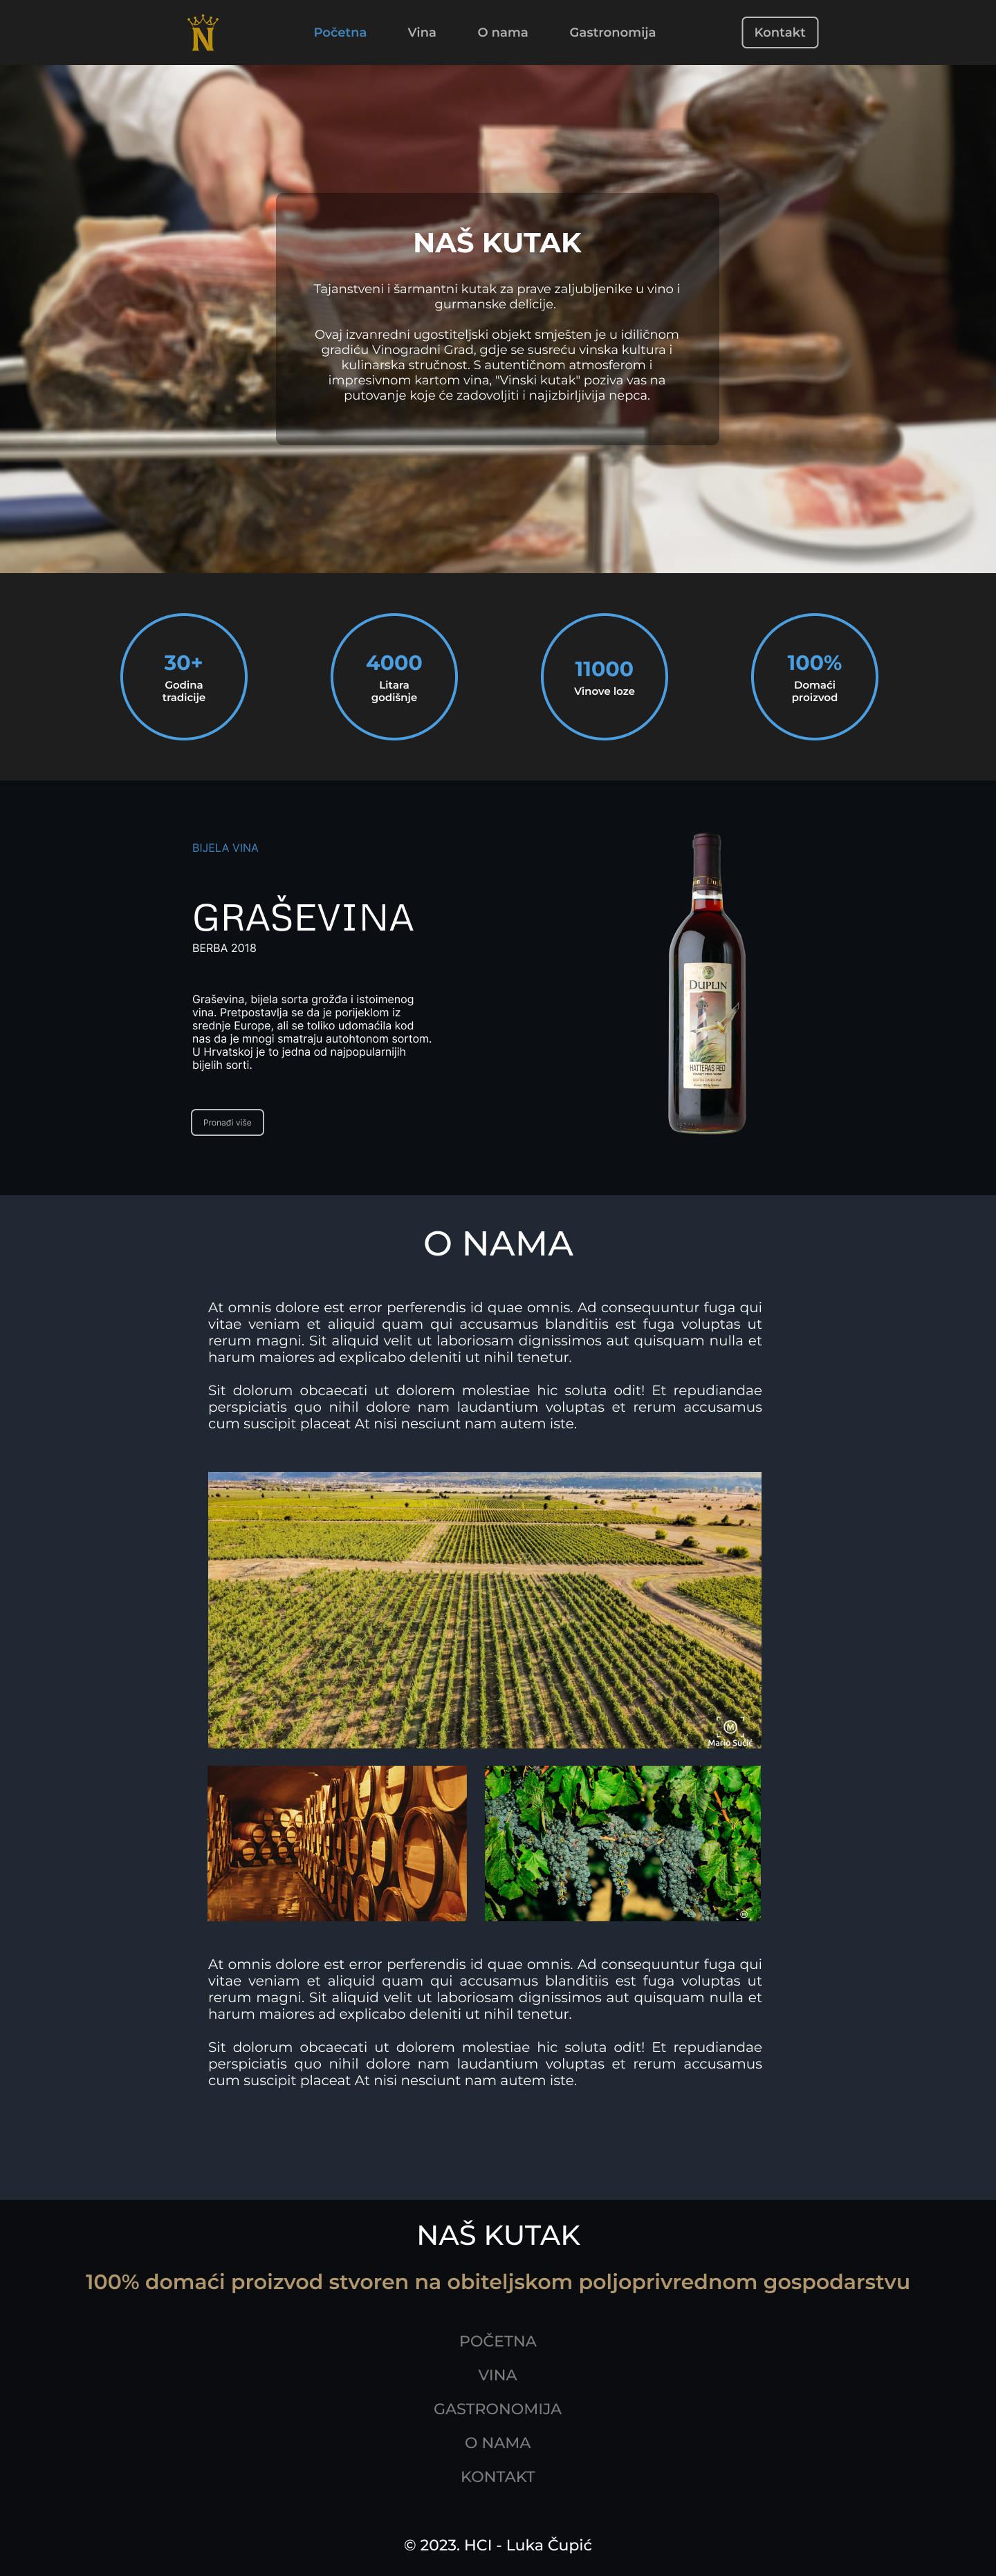 N
Početna
Vina
O nama
Gastronomija
Kontakt
NAŠ KUTAK
Tajanstveni i šarmantni kutak za prave zaljubljenike u vino i
gurmanske delicije.
Ovaj izvanredni ugostiteljski objekt smješten je u idiličnom
gradiću Vinogradni Grad, gdje se susreću vinska kultura i
kulinarska stručnost. S autentičnom atmosferom i
impresivnom kartom vina, "Vinski kutak" poziva vas na
putovanje koje će zadovoljiti i najizbirljivija nepca.
30+
Godina
tradicije
4000
Litara
godišnje
11000
Vinove loze
100%
Domaći
proizvod
BIJELA VINA
GRAŠEVINA
BERBA 2018
Graševina, bijela sorta grožđa i istoimenog
vina. Pretpostavlja se da je porijeklom iz
srednje Europe, ali se toliko udomaćila kod
nas da je mnogi smatraju autohtonom sortom.
U Hrvatskoj je to jedna od najpopularnijih
bijelih sorti.
Pronađi više
DUPLIN
HATTERAS RED
O NAMA
At omnis dolore est error perferendis id quae omnis. Ad consequuntur fuga qui
vitae veniam et aliquid quam qui accusamus blanditiis est fuga voluptas ut
rerum magni. Sit aliquid velit ut laboriosam dignissimos aut quisquam nulla et
harum maiores ad explicabo deleniti ut nihil tenetur.
Sit dolorum obcaecati ut dolorem molestiae hic soluta odit! Et repudiandae
perspiciatis quo nihil dolore nam laudantium voluptas et rerum accusamus
cum suscipit placeat At nisi nesciunt nam autem iste.
M
Mario Sučić
At omnis dolore est error perferendis id quae omnis. Ad consequuntur fuga qui
vitae veniam et aliquid quam qui accusamus blanditiis est fuga voluptas ut
rerum magni. Sit aliquid velit ut laboriosam dignissimos aut quisquam nulla et
harum maiores ad explicabo deleniti ut nihil tenetur.
Sit dolorum obcaecati ut dolorem molestiae hic soluta odit! Et repudiandae
perspiciatis quo nihil dolore nam laudantium voluptas et rerum accusamus
cum suscipit placeat At nisi nesciunt nam autem iste.
NAŠ KUTAK
100% domaći proizvod stvoren na obiteljskom poljoprivrednom gospodarstvu
POČETNA
VINA
GASTRONOMIJA
O NAMA
KONTAKT
© 2023. HCI - Luka Čupić